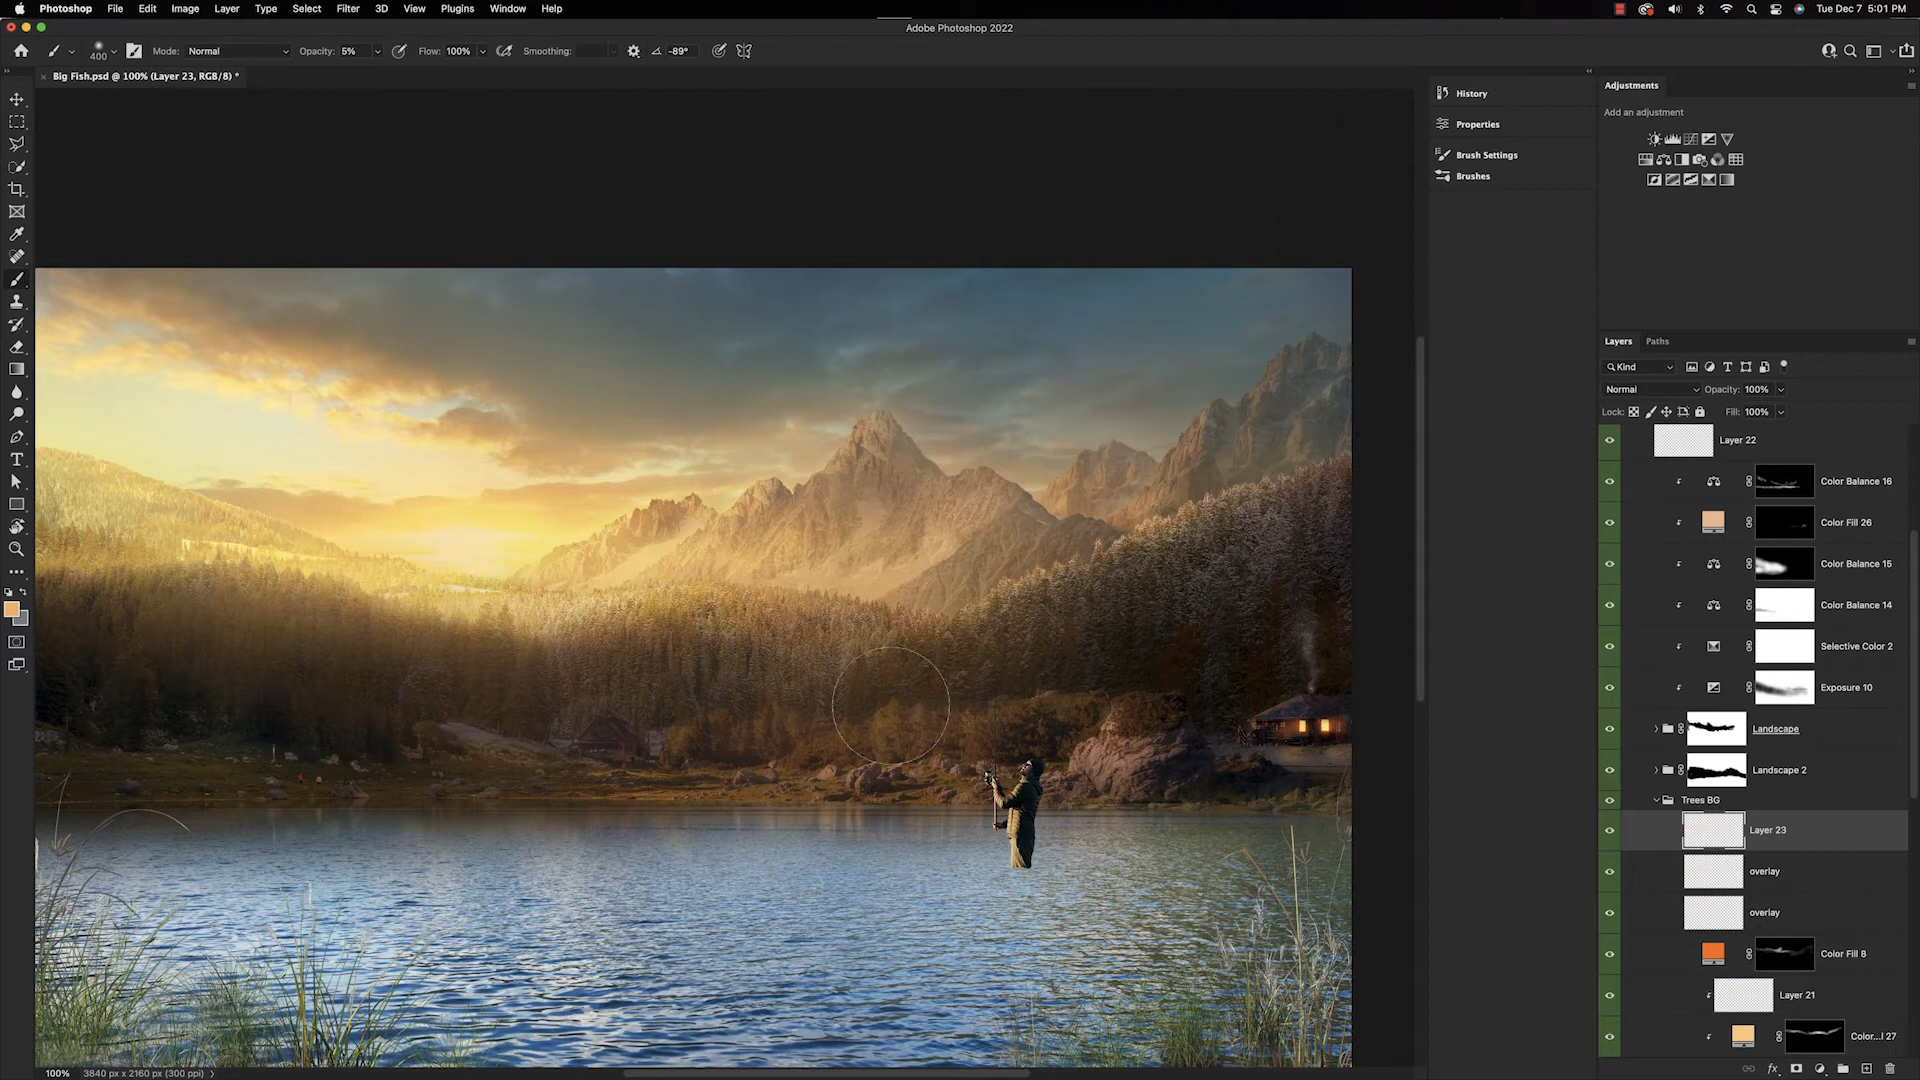 Photoshop File Edit Image Layer Type Select Filter 3D View Plugins Window Help Tue Dec 7 5:01 PM
Adobe Photoshop 2022
400 Mode: Normal Opacity: 5% Flow: 100% Smoothing: -89°
Big Fish.psd @ 100% (Layer 23, RGB/8) *
History
Properties
Brush Settings
Brushes
Adjustments
Add an adjustment
Layers Paths
Kind
Normal Opacity: 100%
Lock: Fill: 100%
Layer 22
Color Balance 16
Color Fill 26
Color Balance 15
Color Balance 14
Selective Color 2
Exposure 10
Landscape
Landscape 2
Trees BG
Layer 23
overlay
overlay
Color Fill 8
Layer 21
Color...l 27
100% 3840 px x 2160 px (300 ppi)